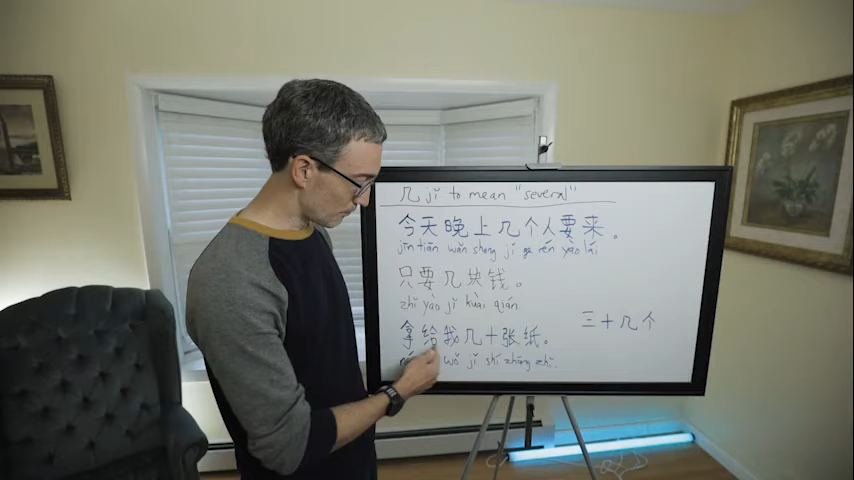 几 jǐ to mean "several"
今天晚上几个人要来。
jīn tiān wǎn shang jǐ ge rén yào lái
只要几块钱。
zhǐ yào jǐ kuài qián
拿给我几十张纸。
wǒ jǐ shí zhāng zhǐ.
三十几个